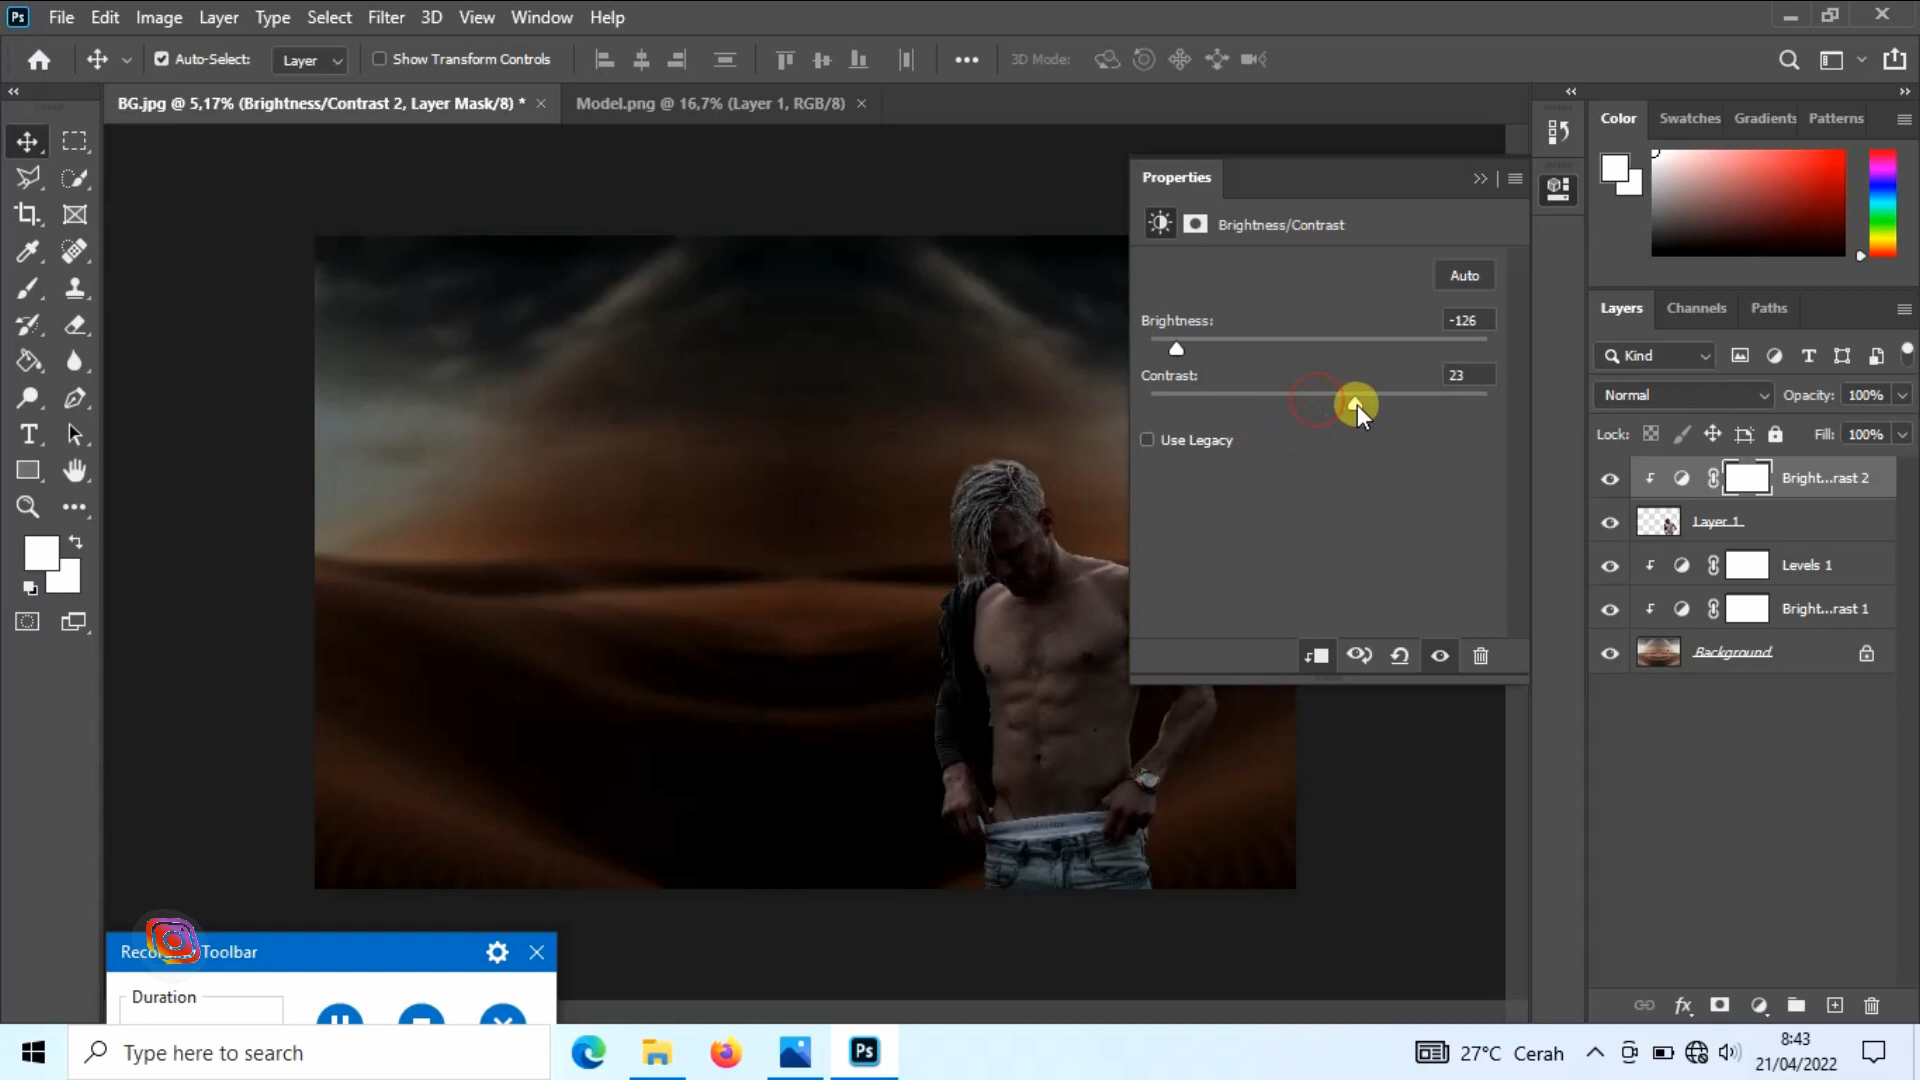 Ps File Edit Image Layer Type Select Filter 3D View Window Help
Auto-Select: Layer Show Transform Controls 3D Mode:
BG.jpg @ 5,17% (Brightness/Contrast 2, Layer Mask/8) * Model.png @ 16,7% (Layer 1, RGB/8)
Color Swatches Gradients Patterns
Properties
Brightness/Contrast
Auto
Brightness: -126
Contrast: 23
Use Legacy
Layers Channels Paths
Kind
Normal Opacity: 100%
Lock: Fill: 100%
Bright...rast 2
Layer 1
Levels 1
Bright...rast 1
Background
Toolbar
Duration
Type here to search
Ps
27°C Cerah
8:43
21/04/2022